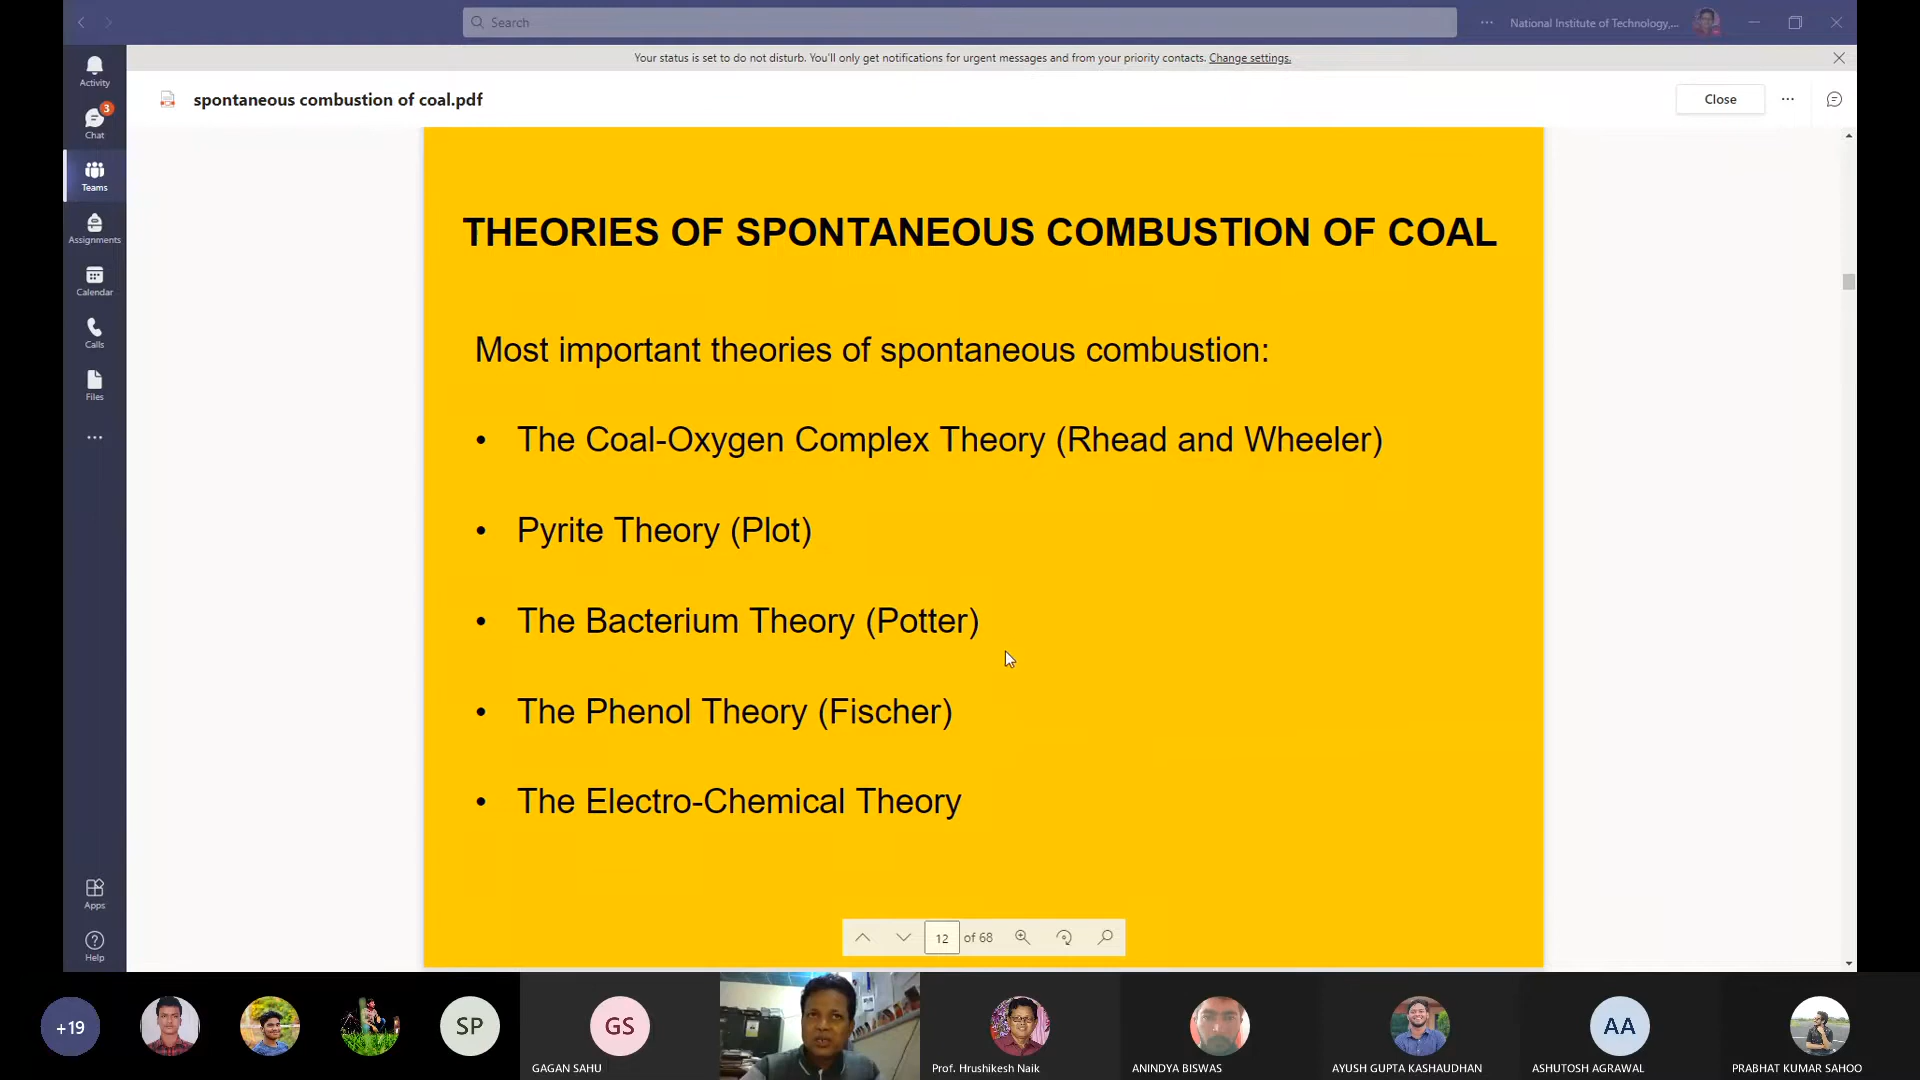 Search
National Institute of Technology,...
Your status is set to do not disturb. You'll only get notifications for urgent messages and from your priority contacts. Change settings.
Activity
3
Chat
Teams
Assignments
Calendar
Calls
Files
Apps
Help
spontaneous combustion of coal.pdf
Close
THEORIES OF SPONTANEOUS COMBUSTION OF COAL
Most important theories of spontaneous combustion:
• The Coal-Oxygen Complex Theory (Rhead and Wheeler)
• Pyrite Theory (Plot)
• The Bacterium Theory (Potter)
• The Phenol Theory (Fischer)
• The Electro-Chemical Theory
12 of 68
+19
SP
GS
AA
GAGAN SAHU
Prof. Hrushikesh Naik
ANINDYA BISWAS
AYUSH GUPTA KASHAUDHAN
ASHUTOSH AGRAWAL
PRABHAT KUMAR SAHOO